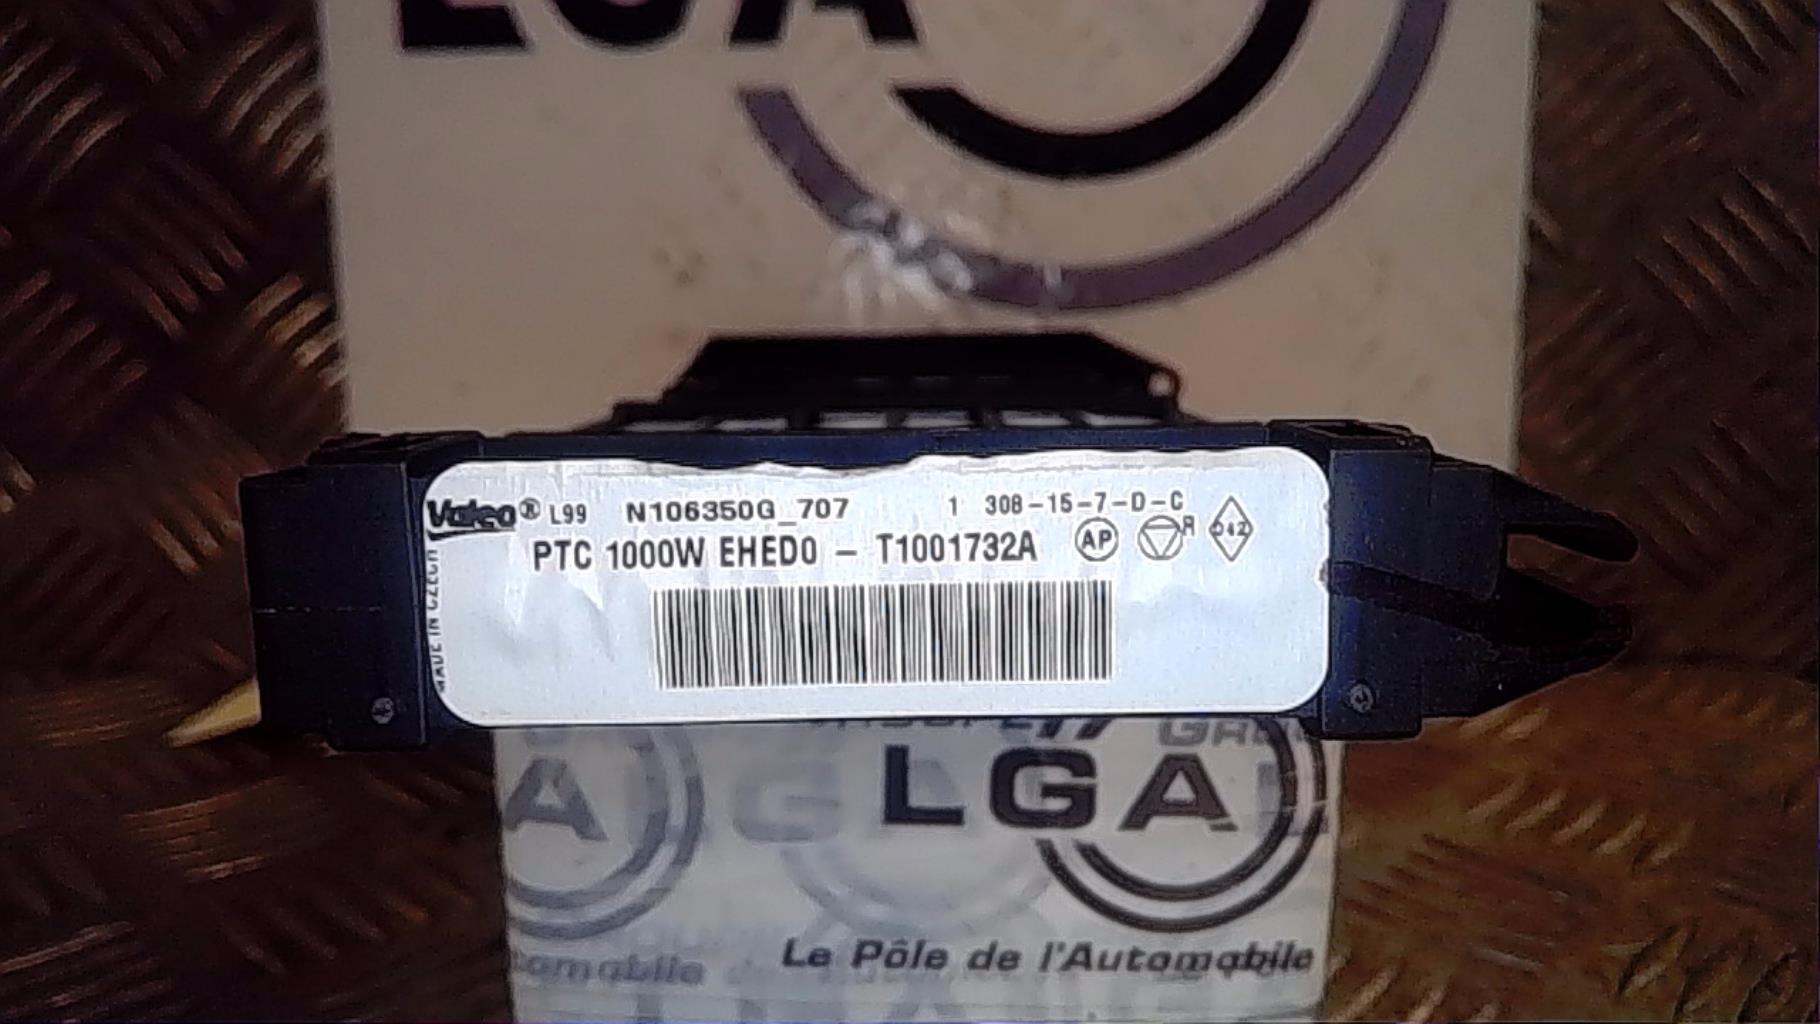 LGA
Valeo® L99 N106350G_707 1 308-15-7-D-C
PTC 1000W EHED0 - T1001732A AP R
MADE IN CZECH
LGA
Le Pôle de l'Automobile